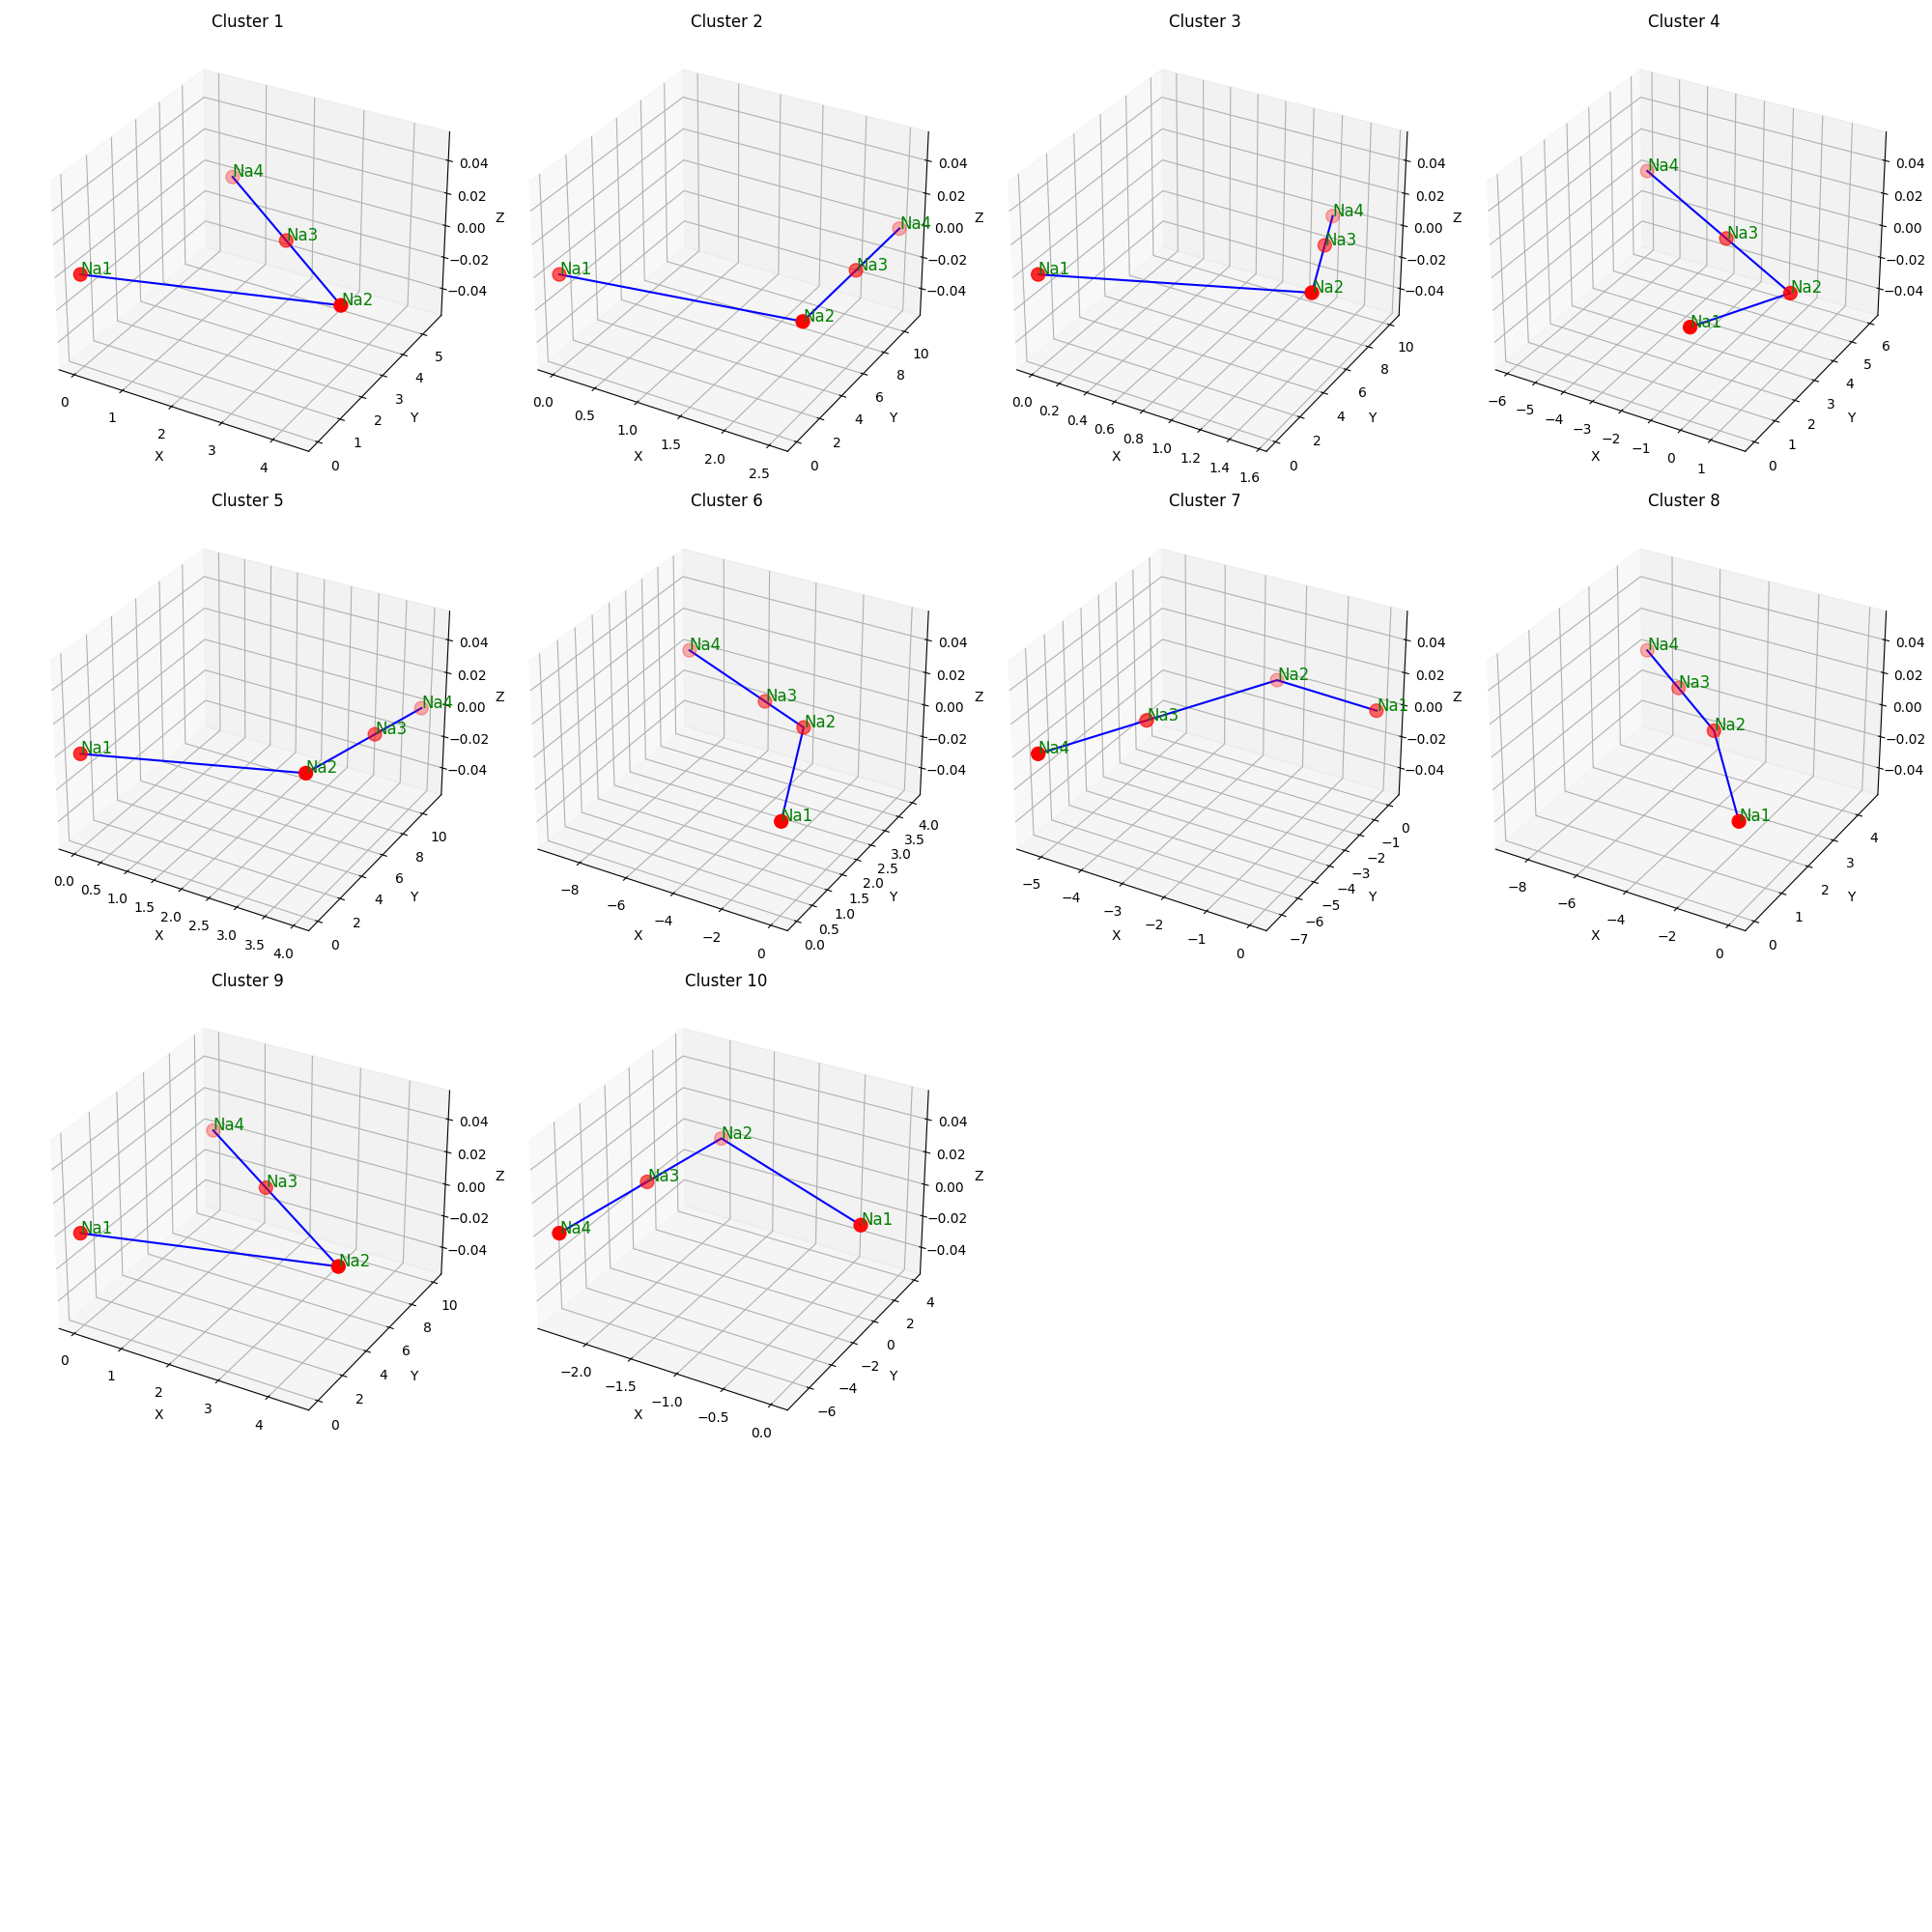 Cluster 1
Na4
Na3
Na1
Na2
0.04
0.02
0.00
−0.02
−0.04
Z
0
1
2
3
4
X
0
1
2
3
4
5
Y
Cluster 2
Na4
Na3
Na1
Na2
0.04
0.02
0.00
−0.02
−0.04
Z
0.0
0.5
1.0
1.5
2.0
2.5
X
0
2
4
6
8
10
Y
Cluster 3
Na4
Na3
Na1
Na2
0.04
0.02
0.00
−0.02
−0.04
Z
0.0
0.2
0.4
0.6
0.8
1.0
1.2
1.4
1.6
X
0
2
4
6
8
10
Y
Cluster 4
Na4
Na3
Na2
Na1
0.04
0.02
0.00
−0.02
−0.04
−6
−5
−4
−3
−2
−1
0
1
X
0
1
2
3
4
5
6
Y
Cluster 5
Na4
Na3
Na1
Na2
0.04
0.02
0.00
−0.02
−0.04
Z
0.0
0.5
1.0
1.5
2.0
2.5
3.0
3.5
4.0
X
0
2
4
6
8
10
Y
Cluster 6
Na4
Na3
Na2
Na1
0.04
0.02
0.00
−0.02
−0.04
Z
−8
−6
−4
−2
0
X
0.0
0.5
1.0
1.5
2.0
2.5
3.0
3.5
4.0
Y
Cluster 7
Na2
Na1
Na3
Na4
0.04
0.02
0.00
−0.02
−0.04
Z
−5
−4
−3
−2
−1
0
X
−7
−6
−5
−4
−3
−2
−1
0
Y
Cluster 8
Na4
Na3
Na2
Na1
0.04
0.02
0.00
−0.02
−0.04
−8
−6
−4
−2
0
X
0
1
2
3
4
Y
Cluster 9
Na4
Na3
Na1
Na2
0.04
0.02
0.00
−0.02
−0.04
Z
0
1
2
3
4
X
0
2
4
6
8
10
Y
Cluster 10
Na2
Na3
Na1
Na4
0.04
0.02
0.00
−0.02
−0.04
Z
−2.0
−1.5
−1.0
−0.5
0.0
X
−6
−4
−2
0
2
4
Y